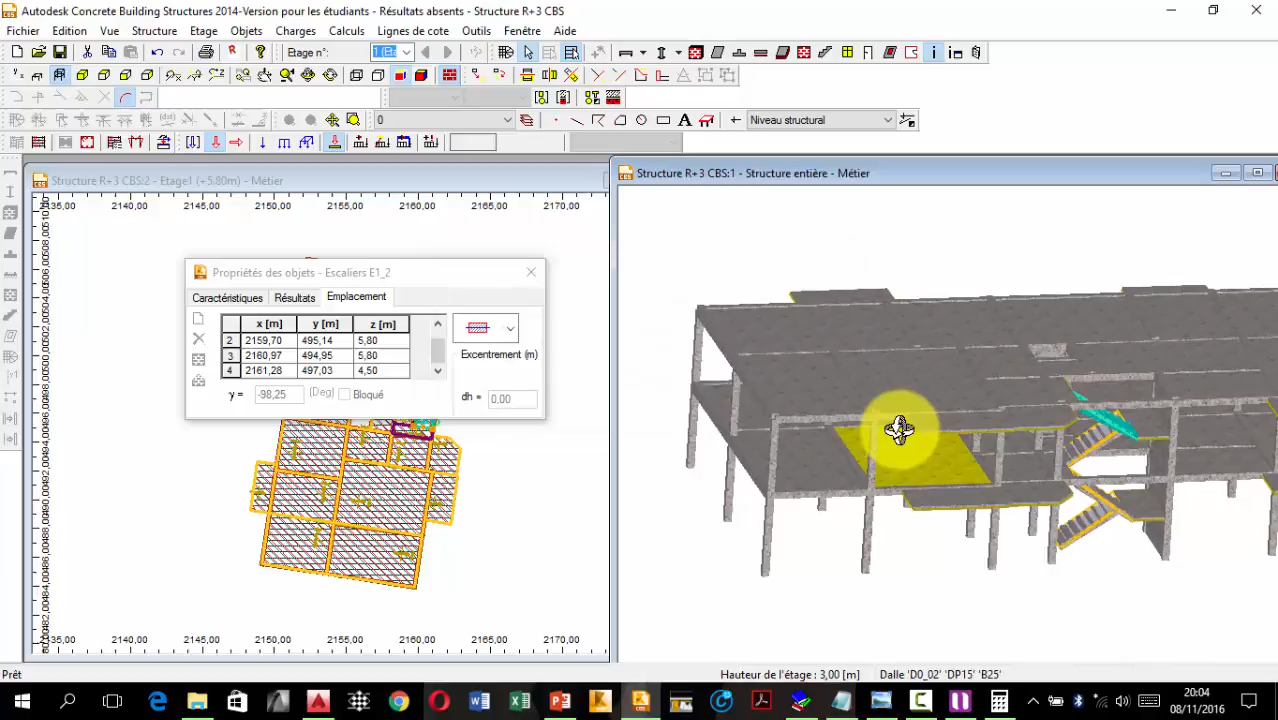 Autodesk Concrete Building Structures 2014-Version pour les étudiants - Résultats absents - Structure R+3 CBS
Fichier Edition Vue Structure Etage Objets Charges Calculs Lignes de cote Outils Fenêtre Aide
Etage n°: 1 (Eta
0 Niveau structural
Structure R+3 CBS:2 - Etage1 (+5.80m) - Métier
Structure R+3 CBS:1 - Structure entière - Métier
2135,00 2140,00 2145,00 2150,00 2155,00 2160,00 2165,00 2170,00
Propriétés des objets - Escaliers E1_2
Caractéristiques Résultats Emplacement
x [m] y [m] z [m]
2 2159,70 495,14 5,80
3 2160,97 494,95 5,80
4 2161,28 497,03 4,50
Excentrement (m)
γ = -98,25 (Deg) Bloqué
dh = 0,00
2135,00 2140,00 2145,00 2150,00 2155,00 2160,00 2165,00 2170,00
Prêt
Hauteur de l'étage : 3,00 [m] Dalle 'D0_02' 'DP15' 'B25'
20:04
08/11/2016